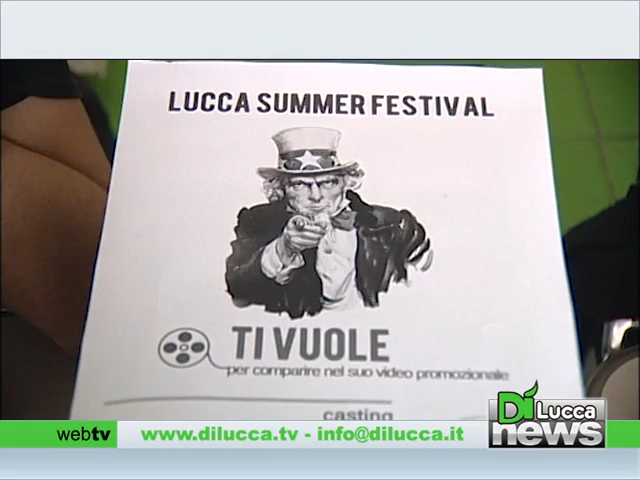 LUCCA SUMMER FESTIVAL
TI VUOLE
per comparire nel suo video promozionale
casting
webtv
www.dilucca.tv - info@dilucca.it
Di Lucca
news